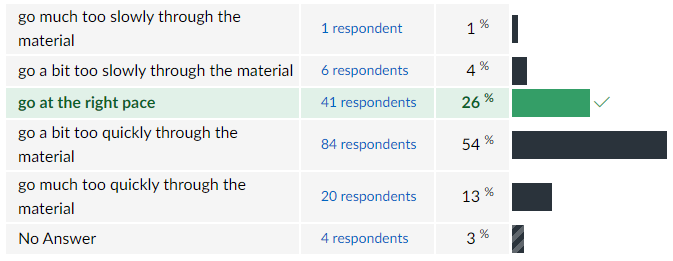 go much too slowly through the
material
1 respondent
1 %
go a bit too slowly through the material
6 respondents
4 %
go at the right pace
41 respondents
26 %
go a bit too quickly through the
material
84 respondents
54 %
go much too quickly through the
material
20 respondents
13 %
No Answer
4 respondents
3 %